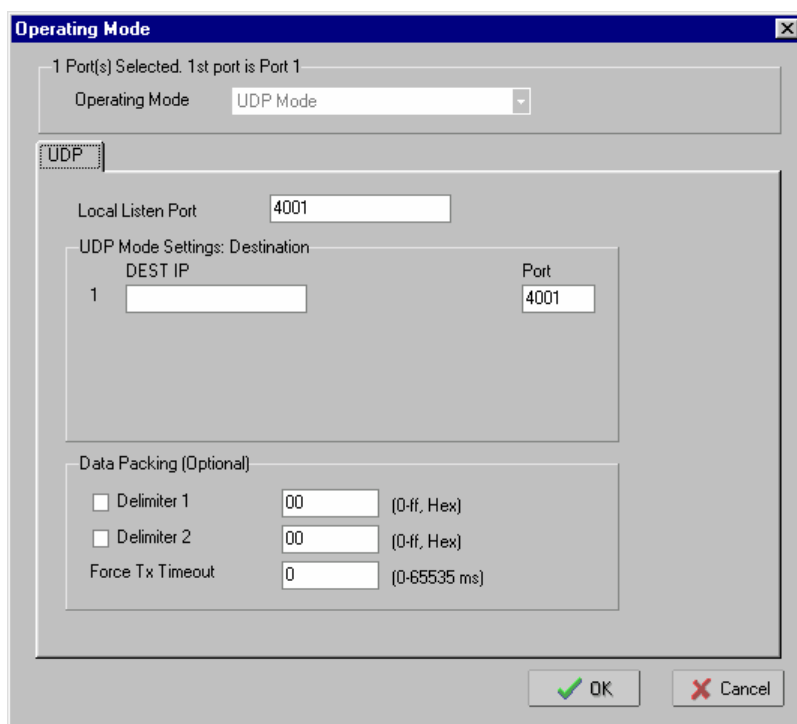 Operating Mode
1 Port(s) Selected. 1st port is Port 1
Operating Mode UDP Mode
UDP
Local Listen Port 4001
UDP Mode Settings: Destination
DEST IP Port
1 4001
Data Packing (Optional)
Delimiter 1 00 (0-ff, Hex)
Delimiter 2 00 (0-ff, Hex)
Force Tx Timeout 0 (0-65535 ms)
OK Cancel